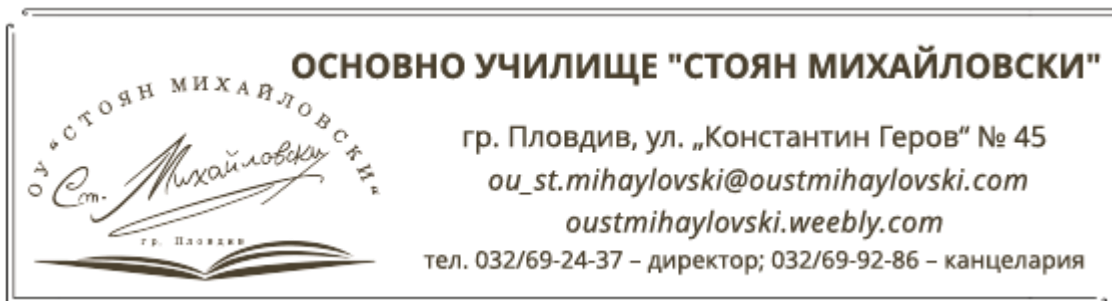 ОСНОВНО УЧИЛИЩЕ "СТОЯН МИХАЙЛОВСКИ"
ОУ "СТОЯН МИХАЙЛОВСКИ"
Ст. Михайловски
гр. Пловдив
гр. Пловдив, ул. „Константин Геров“ № 45
ou_st.mihaylovski@oustmihaylovski.com
oustmihaylovski.weebly.com
тел. 032/69-24-37 – директор; 032/69-92-86 – канцелария